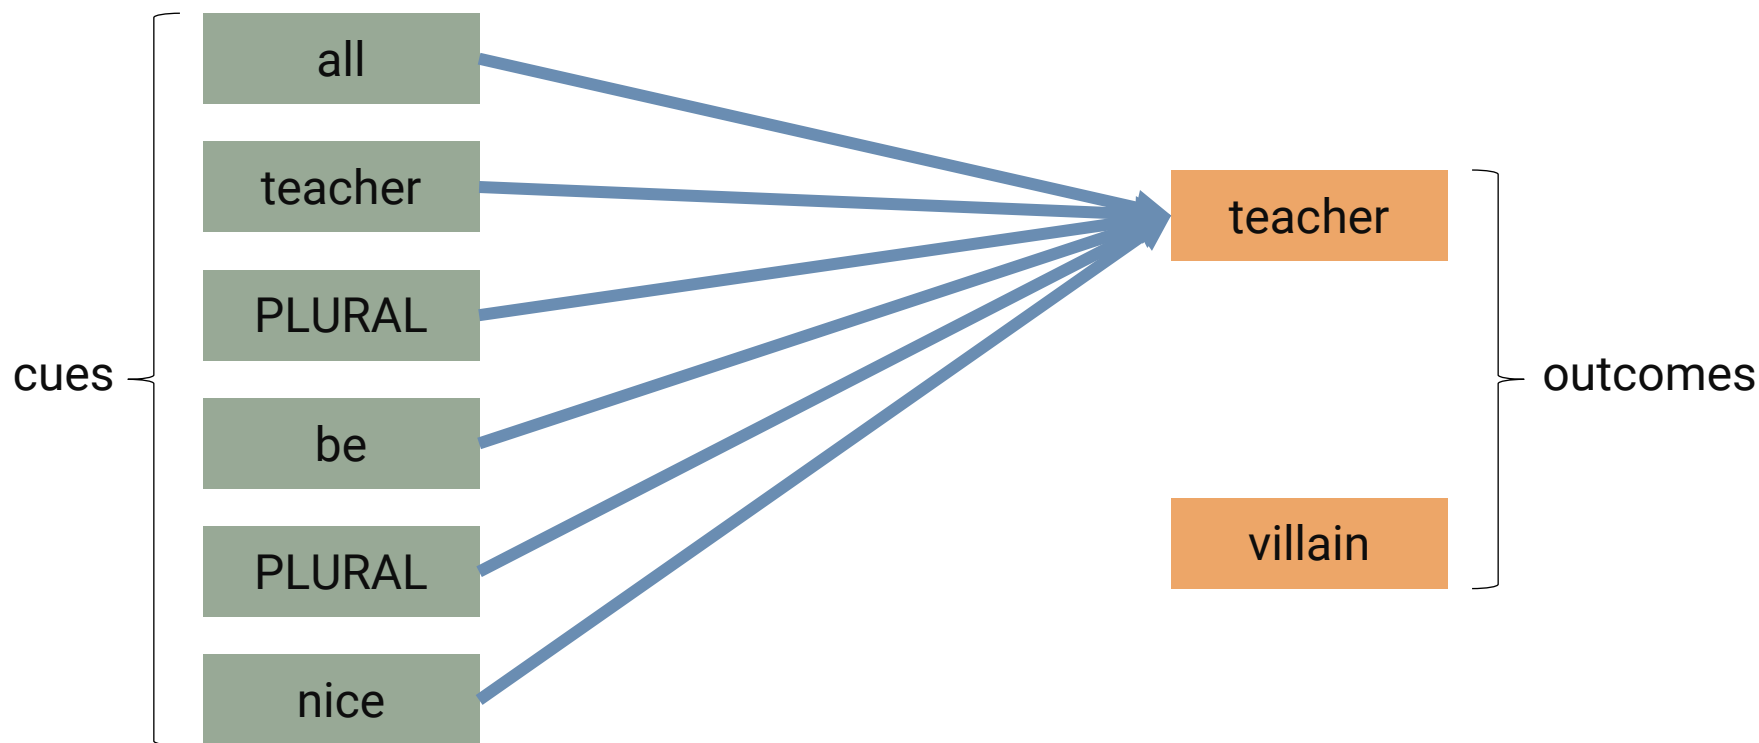 cues
all
teacher
PLURAL
be
PLURAL
nice
teacher
villain
outcomes